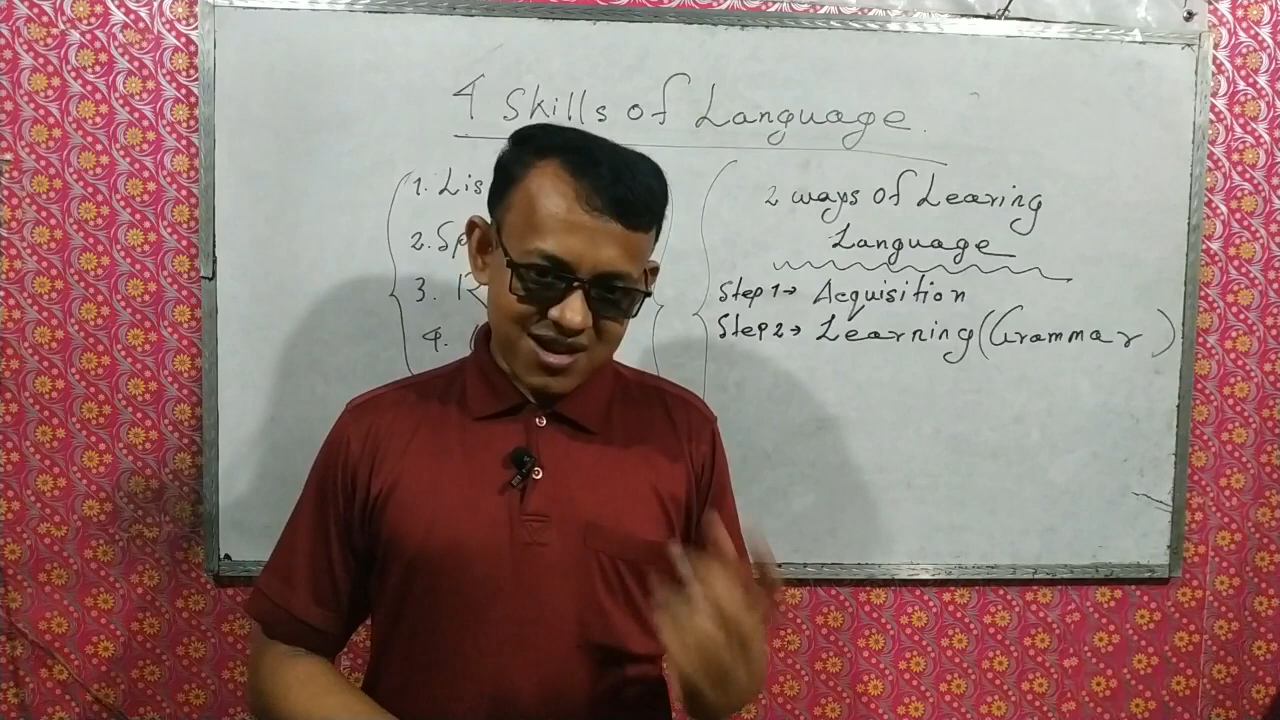 4 Skills of Language.
1. Lis
2. Sp
3.
4.
2 ways of Learing
Language
Step 1→ Acquisition
Step 2→ Learning (Grammar)